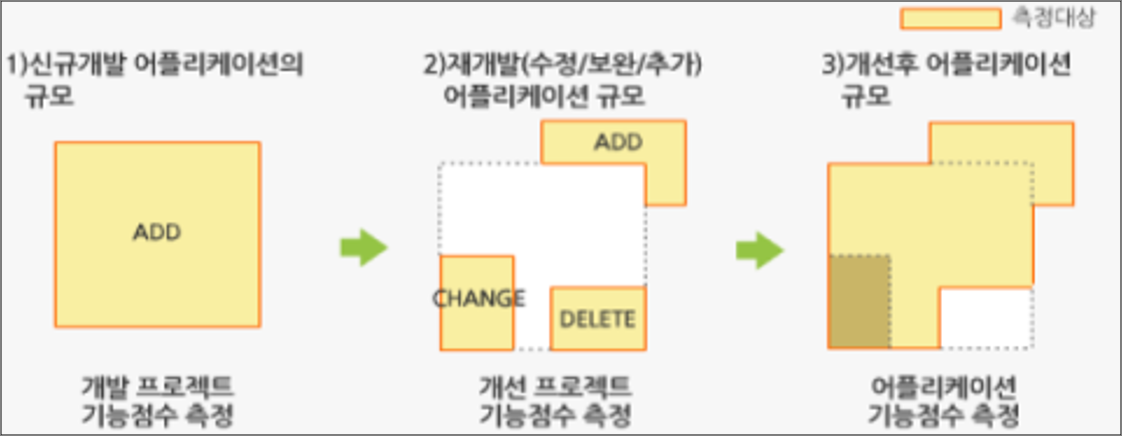 측정대상
1)신규개발 어플리케이션의
규모
2)재개발(수정/보완/추가)
어플리케이션 규모
3)개선후 어플리케이션
규모
ADD
ADD
CHANGE
DELETE
개발 프로젝트
기능점수 측정
개선 프로젝트
기능점수 측정
어플리케이션
기능점수 측정